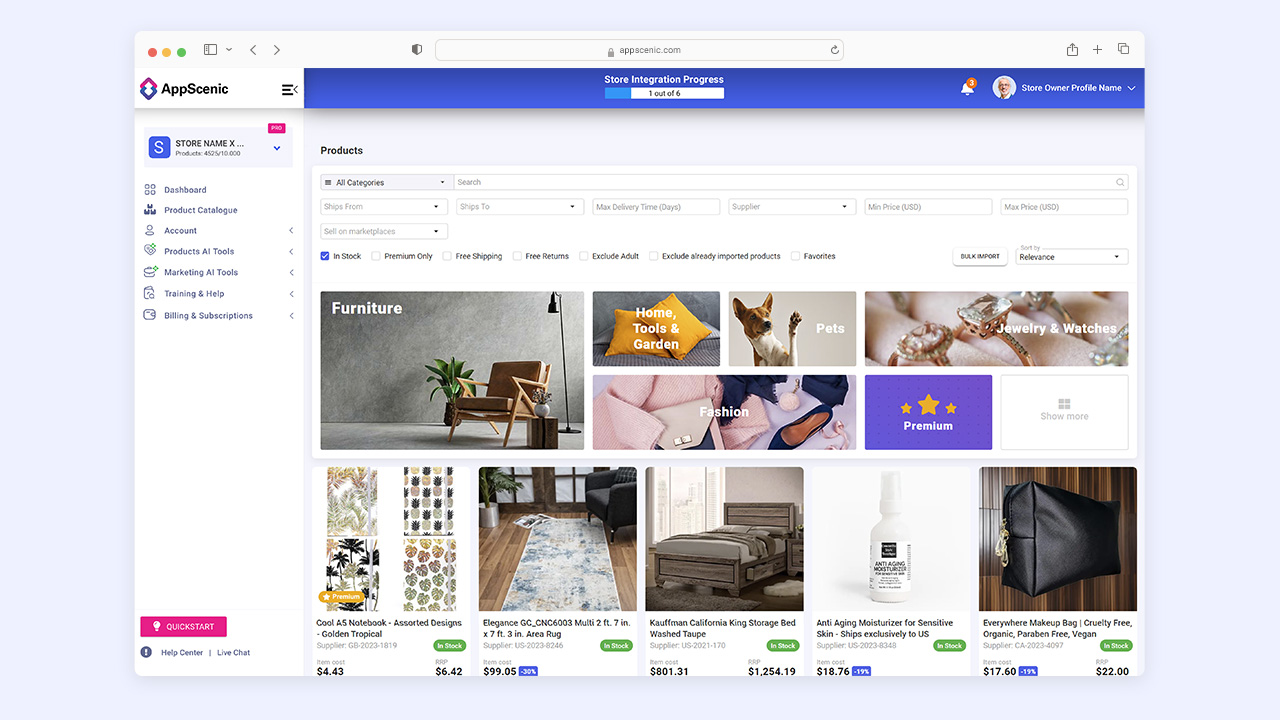 appscenic.com
AppScenic
Store Integration Progress
1 out of 6
3
Store Owner Profile Name
PRO
S
STORE NAME X ...
Products: 4525/10.000
Dashboard
Product Catalogue
Account
Products AI Tools
Marketing AI Tools
Training & Help
Billing & Subscriptions
QUICKSTART
Help Center | Live Chat
Products
All Categories
Search
Ships From
Ships To
Max Delivery Time (Days)
Supplier
Min Price (USD)
Max Price (USD)
Sell on marketplaces
In Stock
Premium Only
Free Shipping
Free Returns
Exclude Adult
Exclude already imported products
Favorites
BULK IMPORT
Sort by
Relevance
Furniture
Home,
Tools &
Garden
Pets
Jewelry & Watches
Fashion
Premium
Show more
Premium
Cool A5 Notebook - Assorted Designs
- Golden Tropical
Supplier: GB-2023-1819
In Stock
Item cost
RRP
$4.43
$6.42
Elegance GC_GNC6003 Multi 2 ft. 7 in.
x 7 ft. 3 in. Area Rug
Supplier: US-2023-8246
In Stock
Item cost
$99.05 -30%
Kauffman California King Storage Bed
Washed Taupe
Supplier: US-2021-170
In Stock
Item cost
RRP
$801.31
$1,254.19
ANTI AGING
MOISTURIZER
FOR SENSITIVE SKIN
Anti Aging Moisturizer for Sensitive
Skin - Ships exclusively to US
Supplier: US-2023-8348
In Stock
Item cost
$18.76 -19%
Everywhere Makeup Bag | Cruelty Free,
Organic, Paraben Free, Vegan
Supplier: CA-2023-4097
In Stock
Item cost
RRP
$17.60 -19%
$22.00